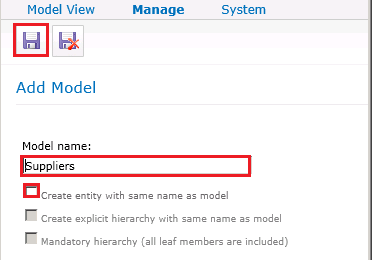 Model View Manage System
Add Model
Model name:
Suppliers
Create entity with same name as model
Create explicit hierarchy with same name as model
Mandatory hierarchy (all leaf members are included)